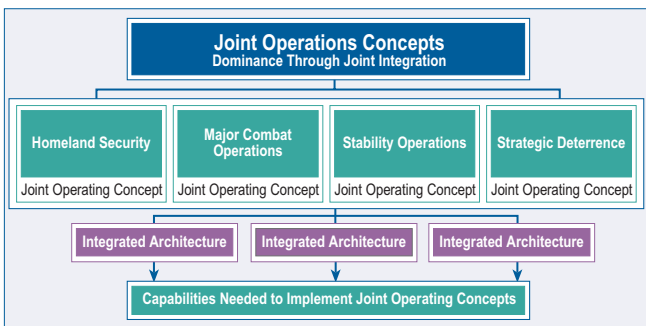 Joint Operations Concepts
Dominance Through Joint Integration
Homeland Security
Joint Operating Concept
Major Combat
Operations
Joint Operating Concept
Stability Operations
Joint Operating Concept
Strategic Deterrence
Joint Operating Concept
Integrated Architecture
Integrated Architecture
Integrated Architecture
Capabilities Needed to Implement Joint Operating Concepts